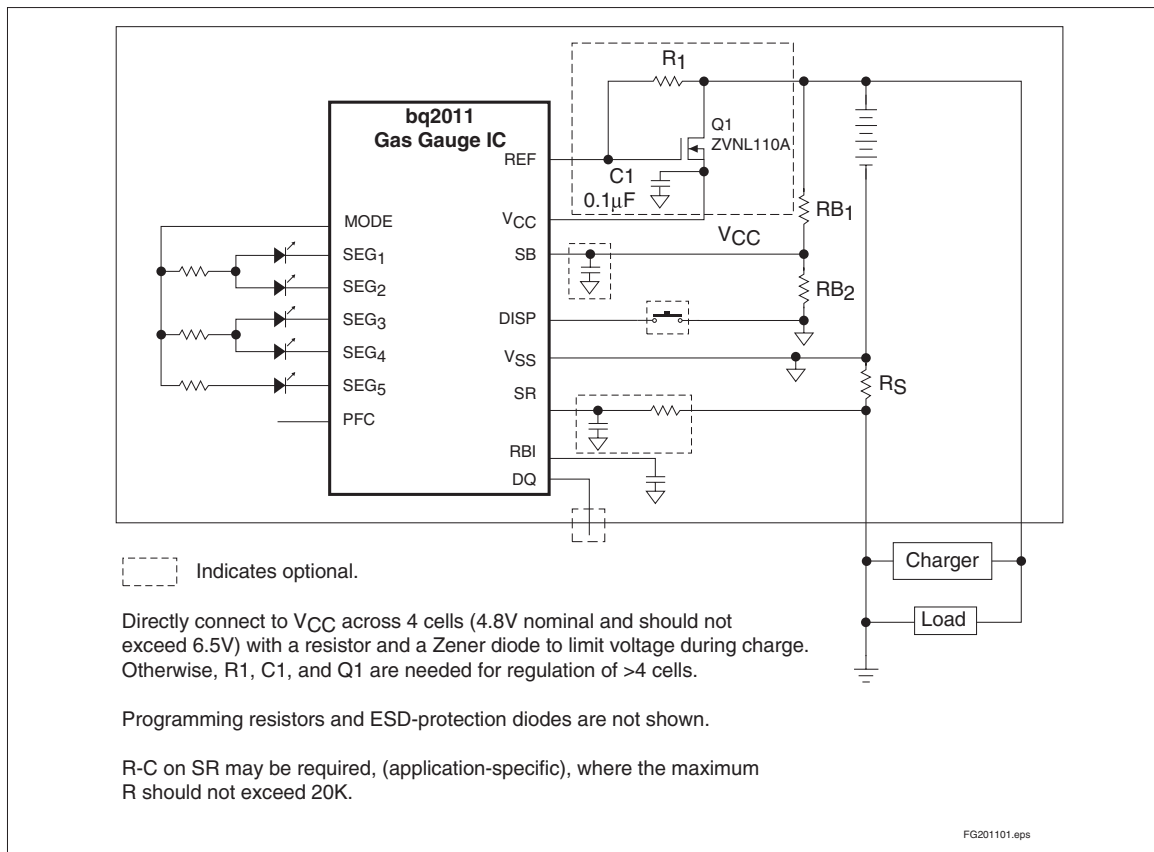 bq2011
Gas Gauge IC
R1
Q1
ZVNL110A
REF
C1
0.1µF
VCC
RB1
MODE
VCC
SEG1
SB
SEG2
RB2
SEG3
DISP
SEG4
VSS
SEG5
SR
RS
PFC
RBI
DQ
Charger
Indicates optional.
Load
Directly connect to VCC across 4 cells (4.8V nominal and should not
exceed 6.5V) with a resistor and a Zener diode to limit voltage during charge.
Otherwise, R1, C1, and Q1 are needed for regulation of >4 cells.
Programming resistors and ESD-protection diodes are not shown.
R-C on SR may be required, (application-specific), where the maximum
R should not exceed 20K.
FG201101.eps